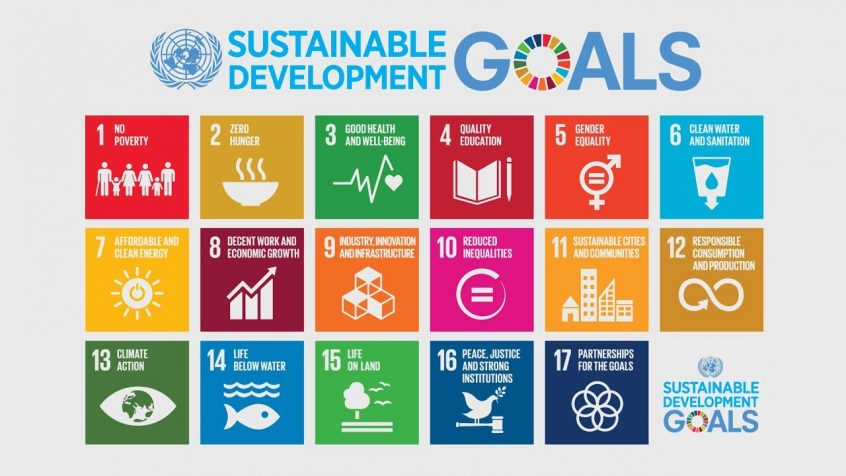 SUSTAINABLE
DEVELOPMENT
GOALS
1 NO
POVERTY
2 ZERO
HUNGER
3 GOOD HEALTH
AND WELL-BEING
4 QUALITY
EDUCATION
5 GENDER
EQUALITY
6 CLEAN WATER
AND SANITATION
7 AFFORDABLE AND
CLEAN ENERGY
8 DECENT WORK AND
ECONOMIC GROWTH
9 INDUSTRY, INNOVATION
AND INFRASTRUCTURE
10 REDUCED
INEQUALITIES
11 SUSTAINABLE CITIES
AND COMMUNITIES
12 RESPONSIBLE
CONSUMPTION
AND PRODUCTION
13 CLIMATE
ACTION
14 LIFE
BELOW WATER
15 LIFE
ON LAND
16 PEACE, JUSTICE
AND STRONG
INSTITUTIONS
17 PARTNERSHIPS
FOR THE GOALS
SUSTAINABLE
DEVELOPMENT
GOALS